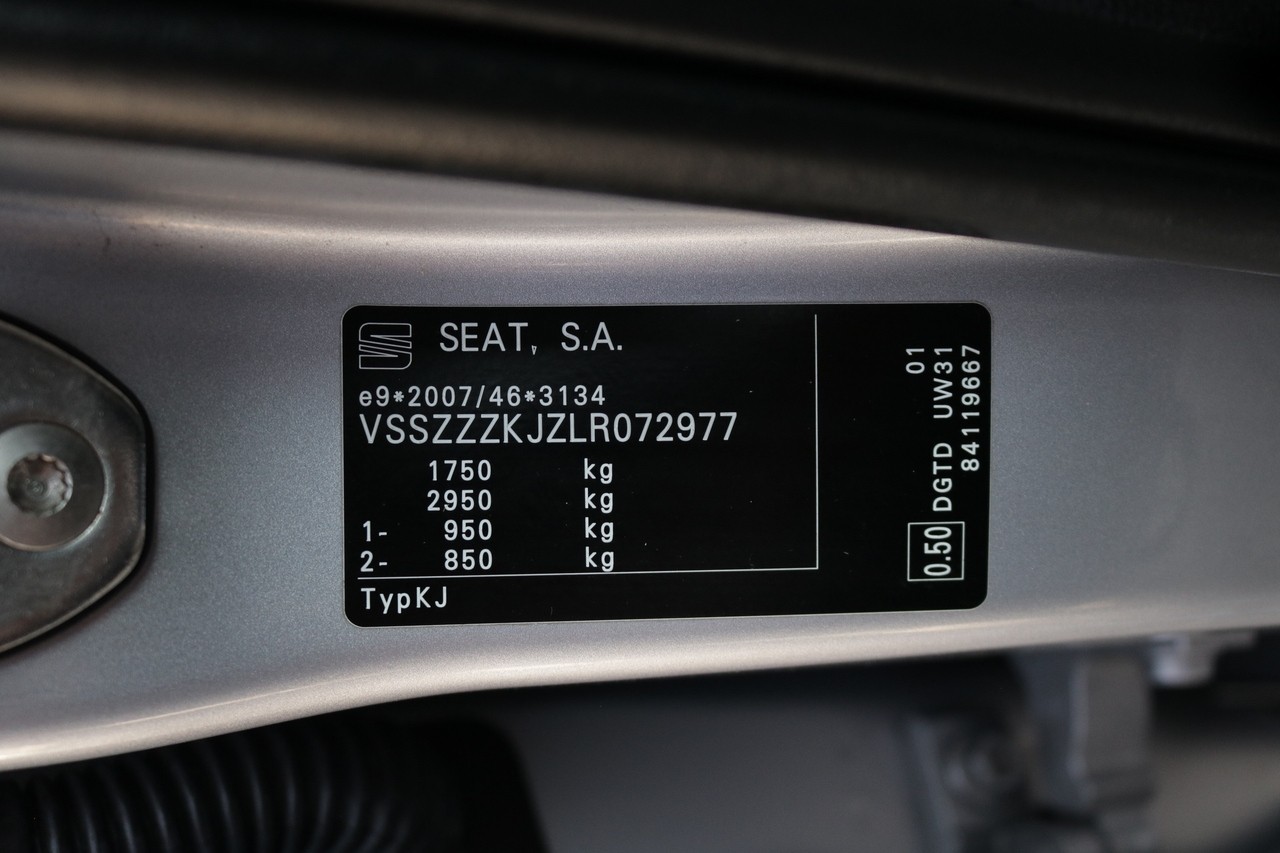 SEAT, S.A.
e9*2007/46*3134
VSSZZZKJZLR072977
1750 kg
2950 kg
1- 950 kg
2- 850 kg
TypKJ
01
0.50 DGTD UW31
84119667